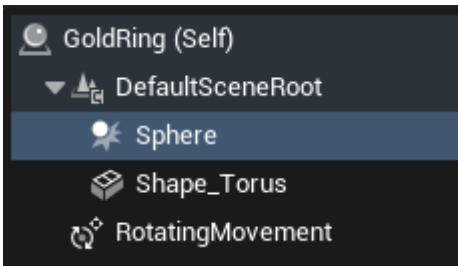 GoldRing (Self)
DefaultSceneRoot
Sphere
Shape_Torus
RotatingMovement